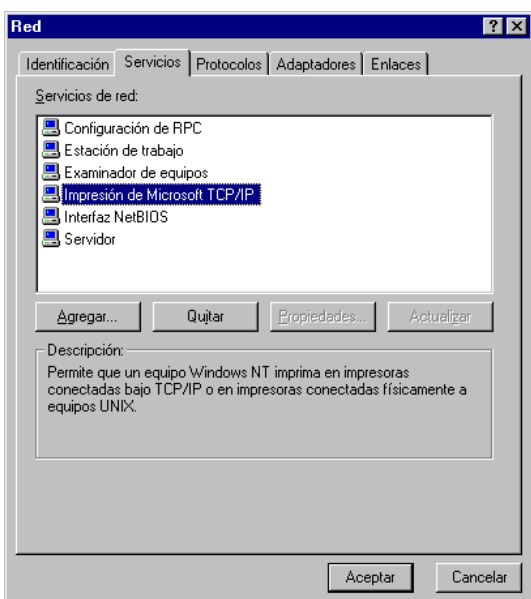 Red
Identificación Servicios Protocolos Adaptadores Enlaces
Servicios de red:
Configuración de RPC
Estación de trabajo
Examinador de equipos
Impresión de Microsoft TCP/IP
Interfaz NetBIOS
Servidor
Agregar... Quitar Propiedades... Actualizar
Descripción:
Permite que un equipo Windows NT imprima en impresoras
conectadas bajo TCP/IP o en impresoras conectadas físicamente a
equipos UNIX.
Aceptar Cancelar